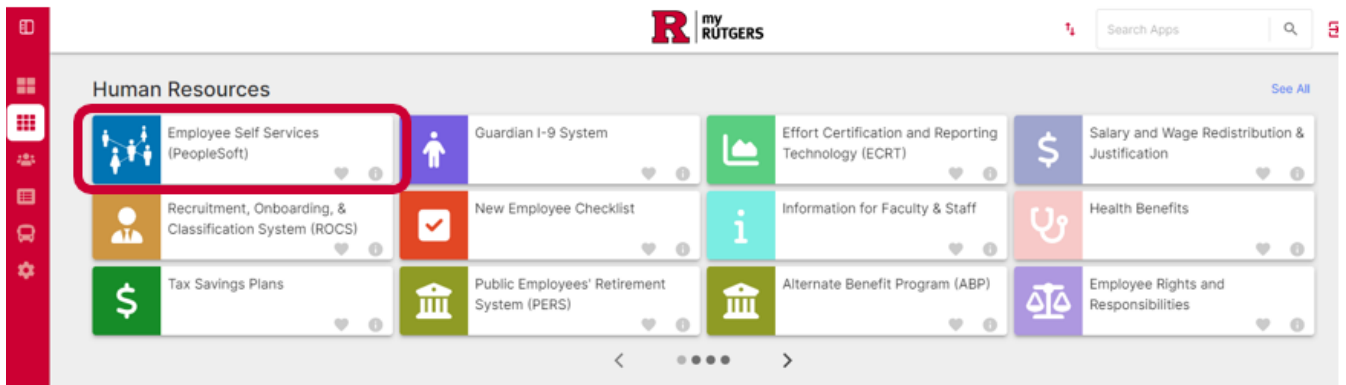 R my
RUTGERS
Search Apps
Human Resources
See All
Employee Self Services
(PeopleSoft)
Guardian I-9 System
Effort Certification and Reporting
Technology (ECRT)
Salary and Wage Redistribution &
Justification
Recruitment, Onboarding, &
Classification System (ROCS)
New Employee Checklist
Information for Faculty & Staff
Health Benefits
Tax Savings Plans
Public Employees' Retirement
System (PERS)
Alternate Benefit Program (ABP)
Employee Rights and
Responsibilities